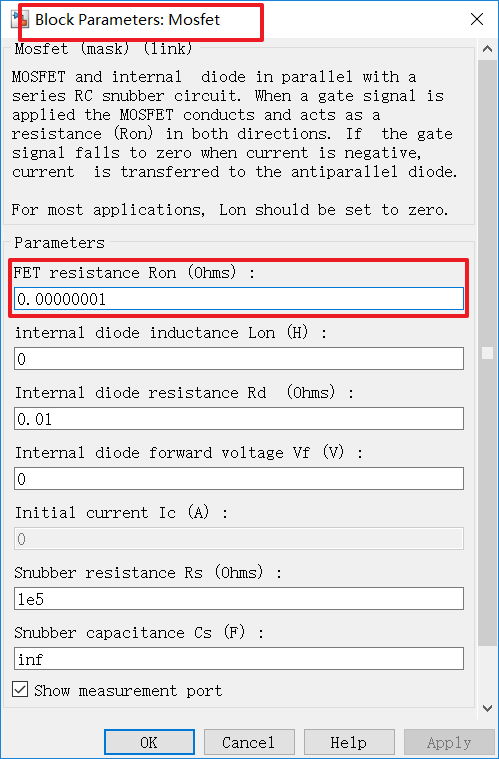 Block Parameters: Mosfet
Mosfet (mask) (link)
MOSFET and internal diode in parallel with a
series RC snubber circuit. When a gate signal is
applied the MOSFET conducts and acts as a
resistance (Ron) in both directions. If the gate
signal falls to zero when current is negative,
current is transferred to the antiparallel diode.
For most applications, Lon should be set to zero.
Parameters
FET resistance Ron (Ohms) :
0.00000001
internal diode inductance Lon (H) :
0
Internal diode resistance Rd (Ohms) :
0.01
Internal diode forward voltage Vf (V) :
0
Initial current Ic (A) :
0
Snubber resistance Rs (Ohms) :
1e5
Snubber capacitance Cs (F) :
inf
Show measurement port
OK Cancel Help Apply